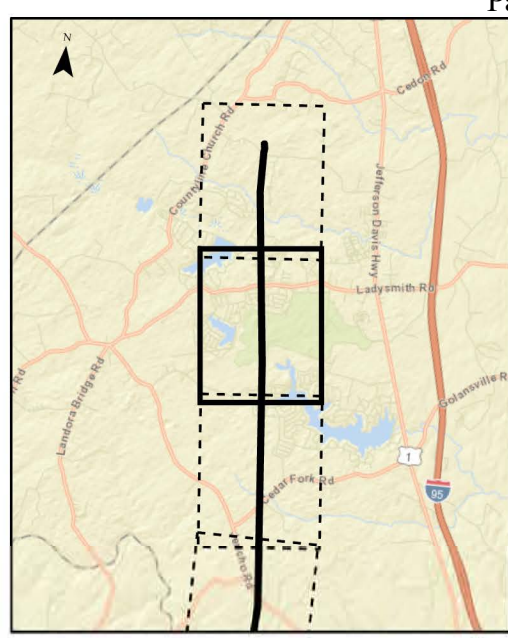 Pa
N
Cedon Rd
Countyline Church Rd
Jefferson Davis Hwy
Ladysmith Rd
Landora Bridge Rd
Rd
Golansville R
1
Cedar Fork Rd
95
Rd